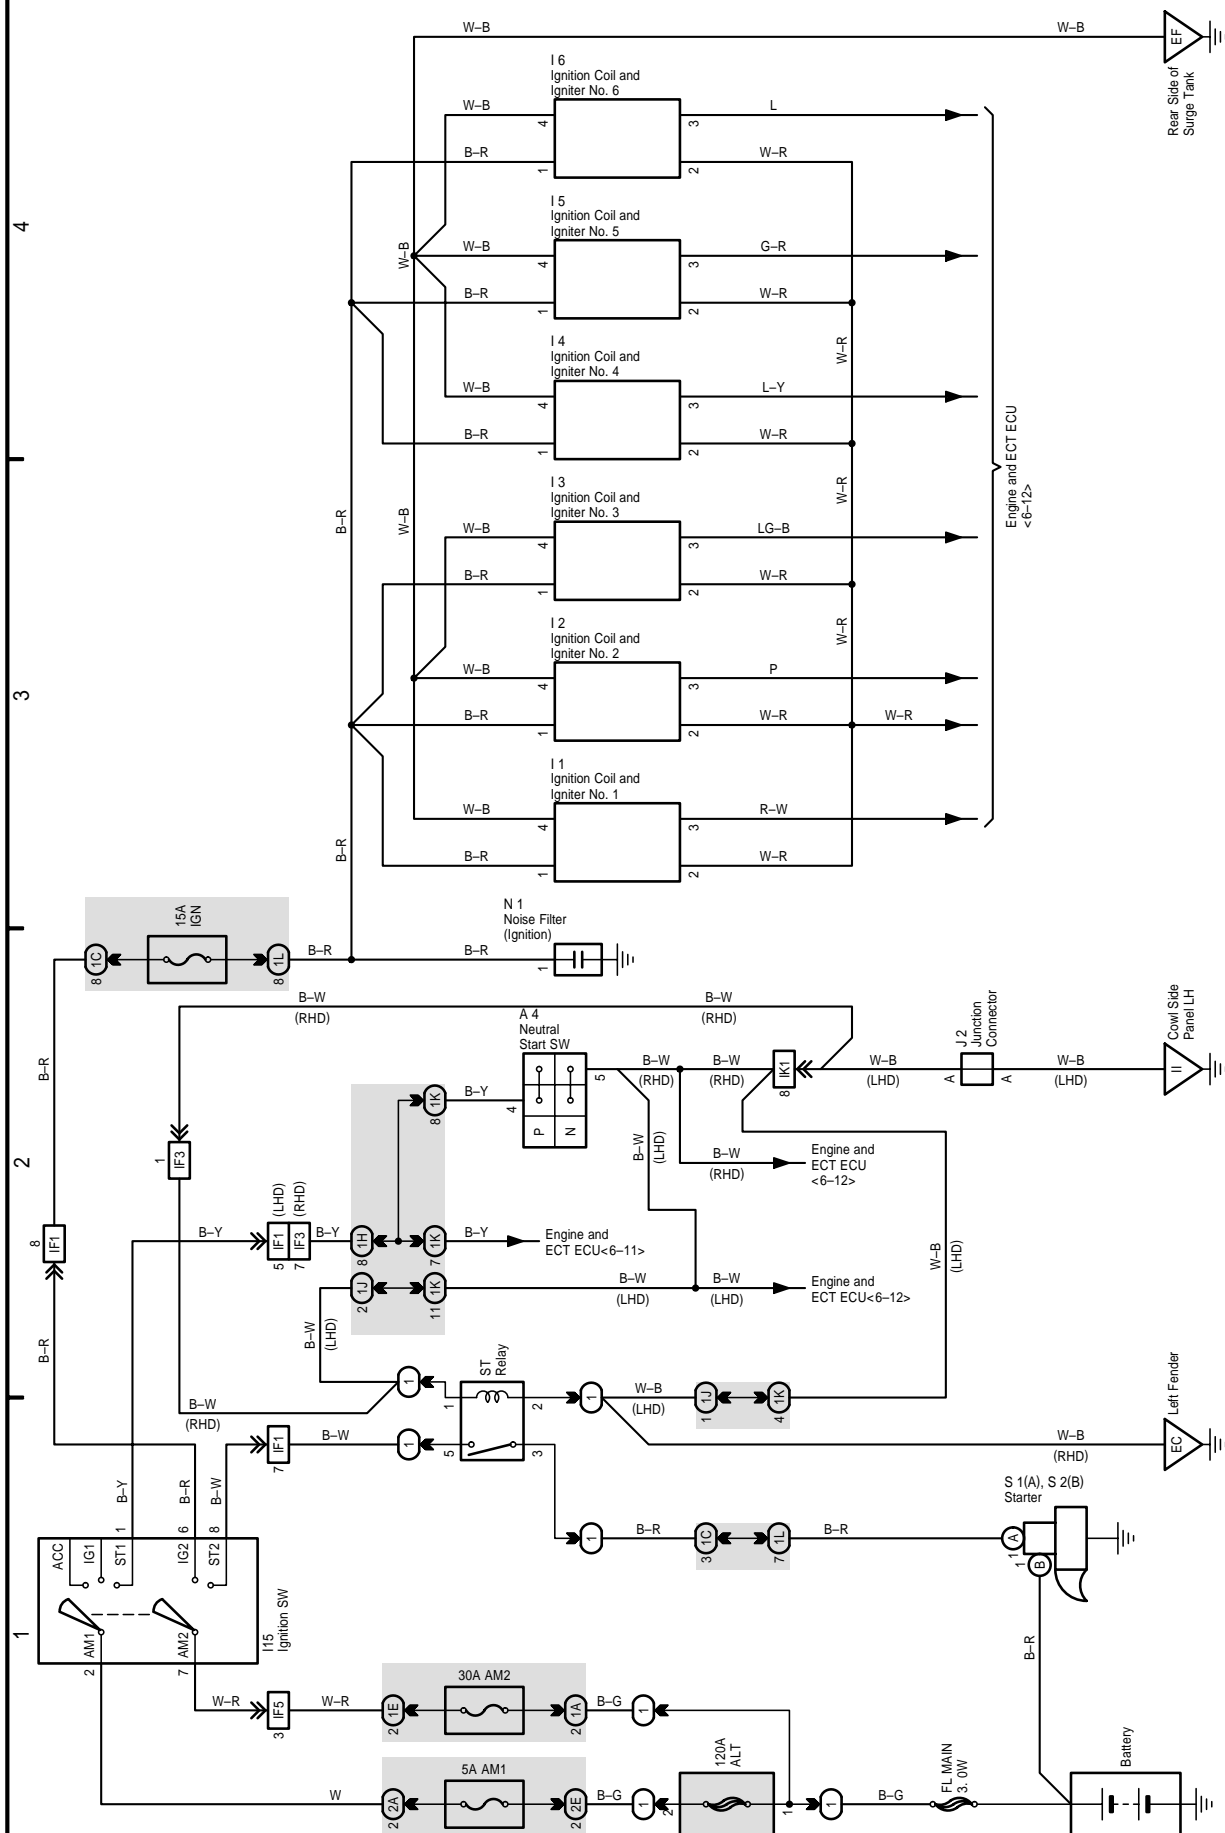 W–B
W–B
EF
Rear Side of
Surge Tank
I 6
Ignition Coil and
Igniter No. 6
W–B
4
3
L
B–R
1
2
W–R
4
I 5
Ignition Coil and
Igniter No. 5
W–B
W–B
4
3
G–R
B–R
1
2
W–R
W–R
I 4
Ignition Coil and
Igniter No. 4
W–B
4
3
L–Y
B–R
1
2
W–R
Engine and ECT ECU
<6–12>
B–R
W–B
W–R
I 3
Ignition Coil and
Igniter No. 3
W–B
4
3
LG–B
B–R
1
2
W–R
W–R
3
I 2
Ignition Coil and
Igniter No. 2
W–B
4
3
P
B–R
1
2
W–R
W–R
I 1
Ignition Coil and
Igniter No. 1
W–B
4
3
R–W
B–R
B–R
1
2
W–R
15A
IGN
8
1C
8
1L
B–R
B–R
N 1
Noise Filter
(Ignition)
1
B–W
(RHD)
B–W
(RHD)
B–R
A 4
Neutral
Start SW
P
N
4
5
B–Y
8
1K
B–W
(RHD)
B–W
(RHD)
8
IK1
W–B
(LHD)
J 2
Junction
Connector
A
A
W–B
(LHD)
II
Cowl Side
Panel LH
2
1
IF3
B–W
(LHD)
B–W
(RHD)
Engine and
ECT ECU
<6–12>
8
IF1
B–Y
5
IF1
(LHD)
7
IF3
(RHD)
B–Y
8
1H
7
1K
B–Y
Engine and
ECT ECU<6–11>
W–B
(LHD)
2
1J
11
1K
B–W
(LHD)
B–W
(LHD)
Engine and
ECT ECU<6–12>
B–R
B–W
(LHD)
ST
Relay
1
1
2
1
W–B
(LHD)
1
1J
4
1K
Left Fender
EC
B–W
(RHD)
W–B
(RHD)
7
IF1
B–W
1
5
3
B–Y
B–R
B–W
1
B–R
3
1C
7
1L
B–R
S 1(A), S 2(B)
Starter
1
A
1
B
1
ACC
IG1
ST1
1
IG2
6
ST2
8
AM1
2
AM2
7
I15
Ignition SW
B–R
W–R
3
IF5
W–R
30A AM2
2
1E
2
1A
B–G
1
W
5A AM1
2
2A
2
2E
B–G
1
2
120A
ALT
1
1
B–G
FL MAIN
3. 0W
Battery